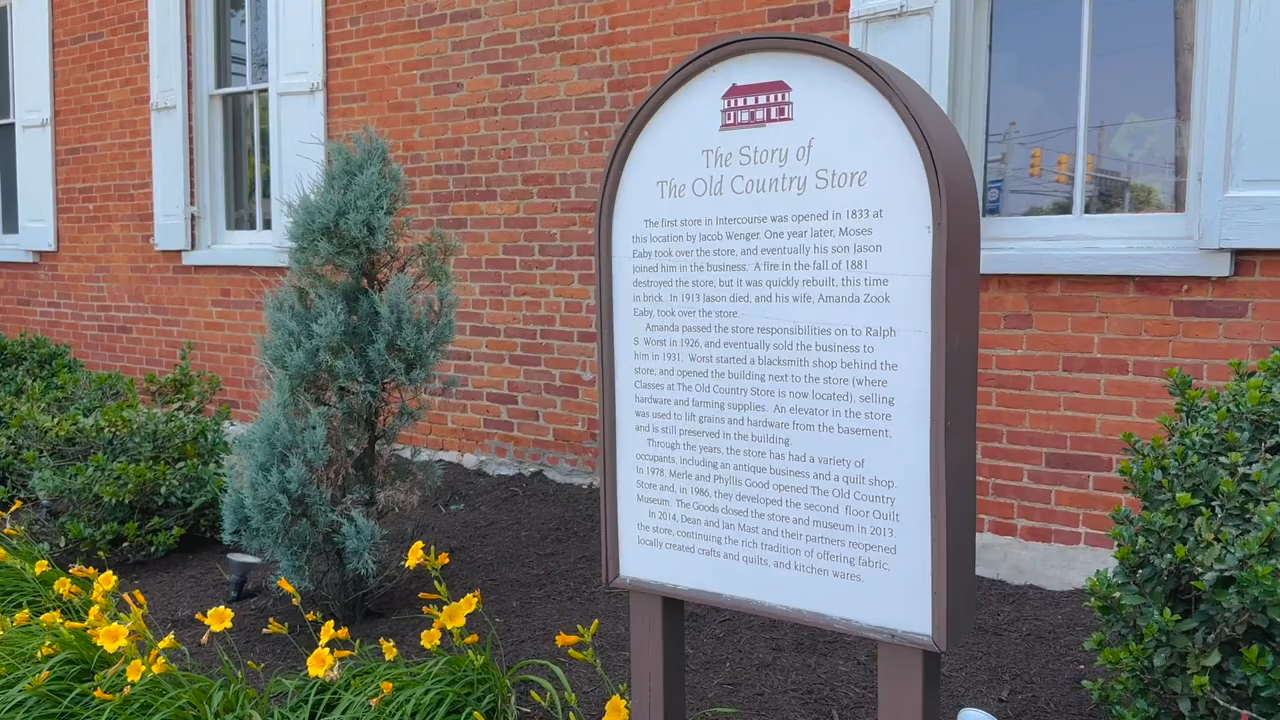 The Story of
The Old Country Store
The first store in Intercourse was opened in 1833 at
this location by Jacob Wenger. One year later, Moses
Eaby took over the store, and eventually his son Jason
joined him in the business. A fire in the fall of 1881
destroyed the store, but it was quickly rebuilt, this time
in brick. In 1913 Jason died, and his wife, Amanda Zook
Eaby, took over the store.
Amanda passed the store responsibilities on to Ralph
S Worst in 1926, and eventually sold the business to
him in 1931. Worst started a blacksmith shop behind the
store, and opened the building next to the store (where
Classes at The Old Country Store is now located), selling
hardware and farming supplies. An elevator in the store
was used to lift grains and hardware from the basement,
and is still preserved in the building.
Through the years, the store has had a variety of
occupants, including an antique business and a quilt shop.
In 1978, Merle and Phyllis Good opened The Old Country
Store and, in 1986, they developed the second floor Quilt
Museum. The Goods closed the store and museum in 2013.
In 2014, Dean and Jan Mast and their partners reopened
the store, continuing the rich tradition of offering fabric,
locally created crafts and quilts, and kitchen wares.